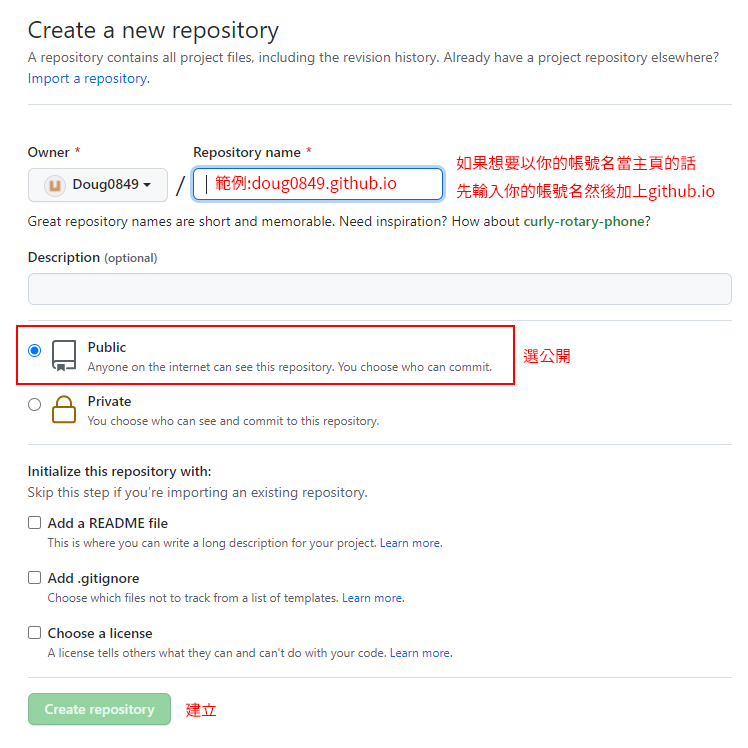 Create a new repository
A repository contains all project files, including the revision history. Already have a project repository elsewhere?
Import a repository.
Owner *
Repository name *
Doug0849 / 範例:doug0849.github.io
如果想要以你的帳號名當主頁的話
先輸入你的帳號名然後加上github.io
Great repository names are short and memorable. Need inspiration? How about curly-rotary-phone?
Description (optional)
Public
Anyone on the internet can see this repository. You choose who can commit.
選公開
Private
You choose who can see and commit to this repository.
Initialize this repository with:
Skip this step if you're importing an existing repository.
Add a README file
This is where you can write a long description for your project. Learn more.
Add .gitignore
Choose which files not to track from a list of templates. Learn more.
Choose a license
A license tells others what they can and can't do with your code. Learn more.
Create repository 建立